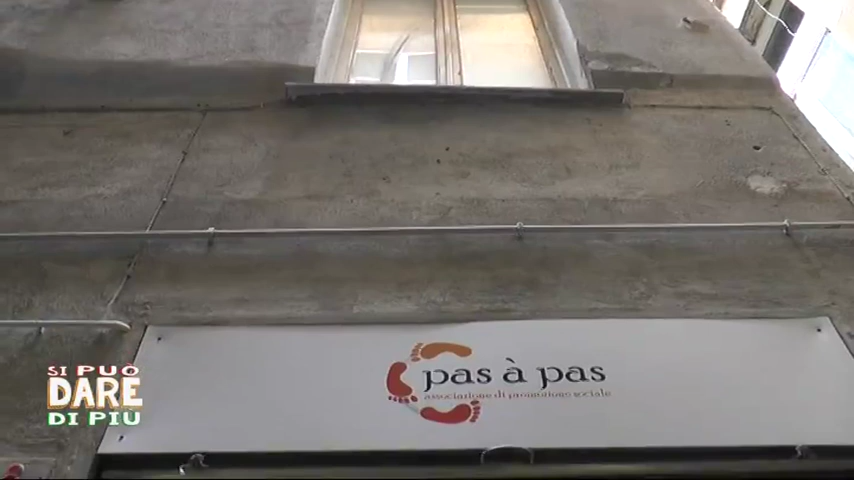 pas à pas
associazione di promozione sociale
SI PUO
DARE
DI PIU